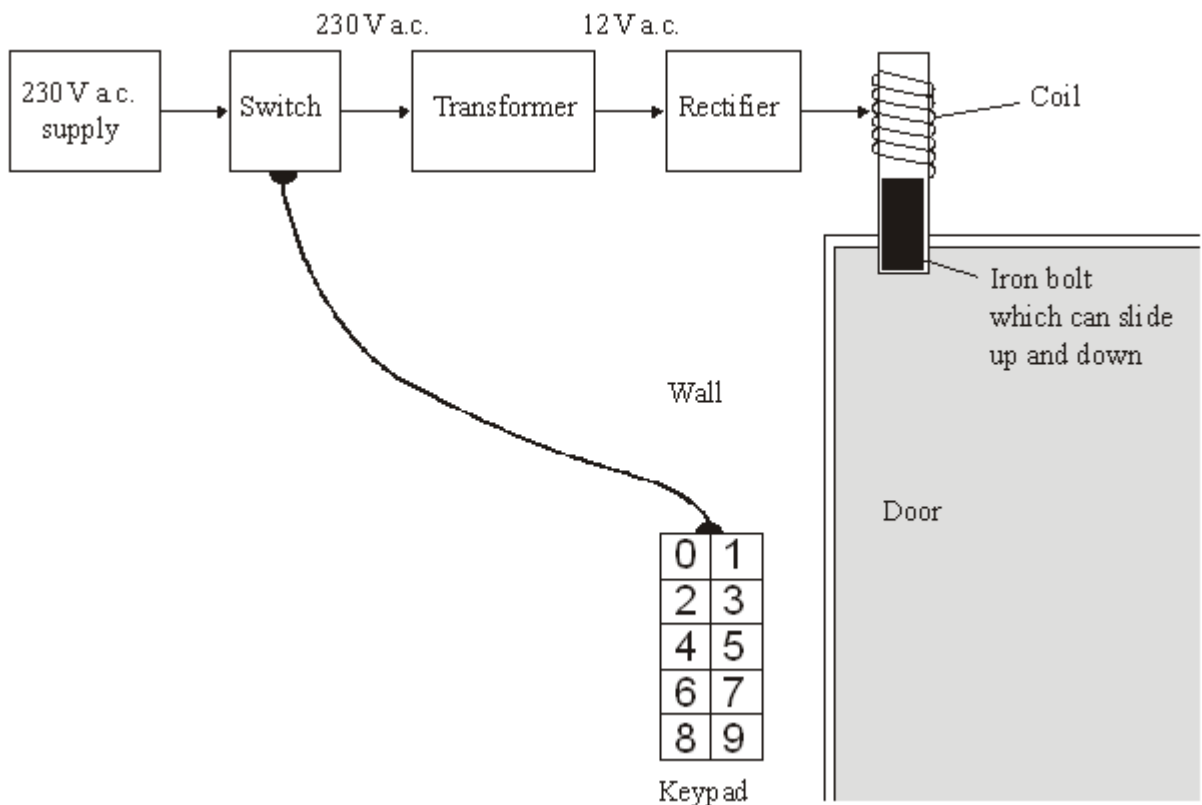 230 V a.c.
12 V a.c.
230 V a.c.
supply
Switch
Transformer
Rectifier
Coil
Iron bolt
which can slide
up and down
Wall
Door
0 1
2 3
4 5
6 7
8 9
Keypad